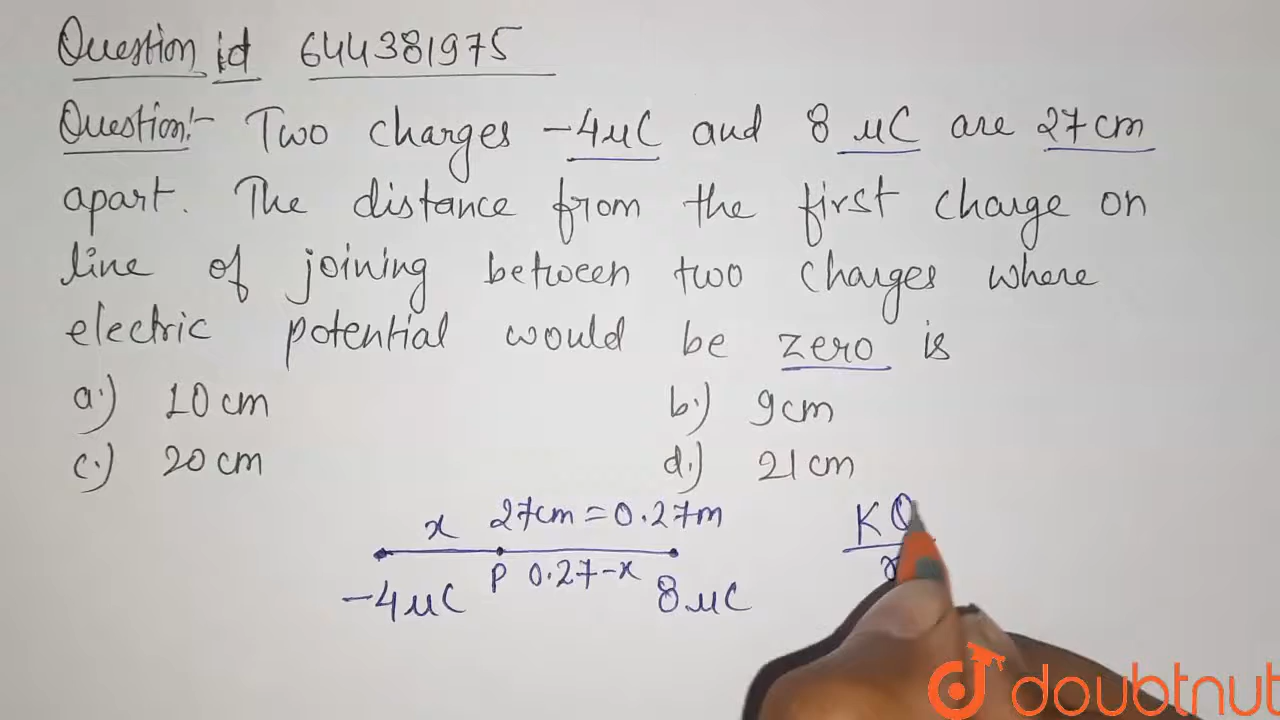 Question id 644381975
Question:- Two charges -4μC and 8 μC are 27cm
apart. The distance from the first charge on
line of joining between two charges where
electric potential would be zero is
a.) 10 cm b.) 9cm
c.) 20 cm d.) 21 cm
x 27cm = 0.27m K Q
P 0.27-x
-4μC 8μC
doubtnut